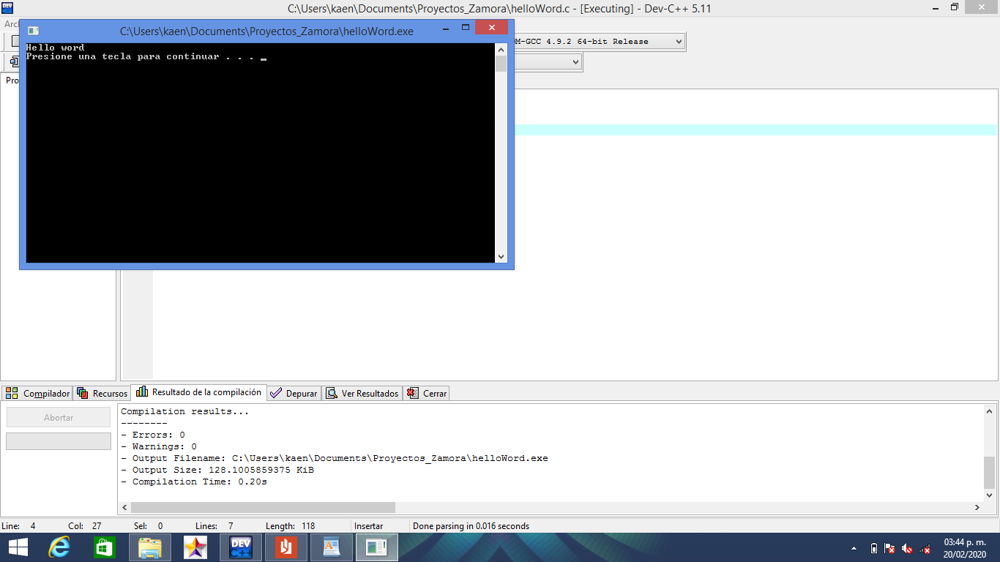 C:\Users\kaen\Documents\Proyectos_Zamora\helloWord.c - [Executing] - Dev-C++ 5.11
C:\Users\kaen\Documents\Proyectos_Zamora\helloWord.exe
M-GCC 4.9.2 64-bit Release
Hello word
Presione una tecla para continuar . . . _
Pro
Compilador
Recursos
Resultado de la compilación
Depurar
Ver Resultados
Cerrar
Abortar
Compilation results...
--------
- Errors: 0
- Warnings: 0
- Output Filename: C:\Users\kaen\Documents\Proyectos_Zamora\helloWord.exe
- Output Size: 128.1005859375 KiB
- Compilation Time: 0.20s
Line: 4 Col: 27 Sel: 0 Lines: 7 Length: 118 Insertar Done parsing in 0.016 seconds
DEV C++
03:44 p. m.
20/02/2020